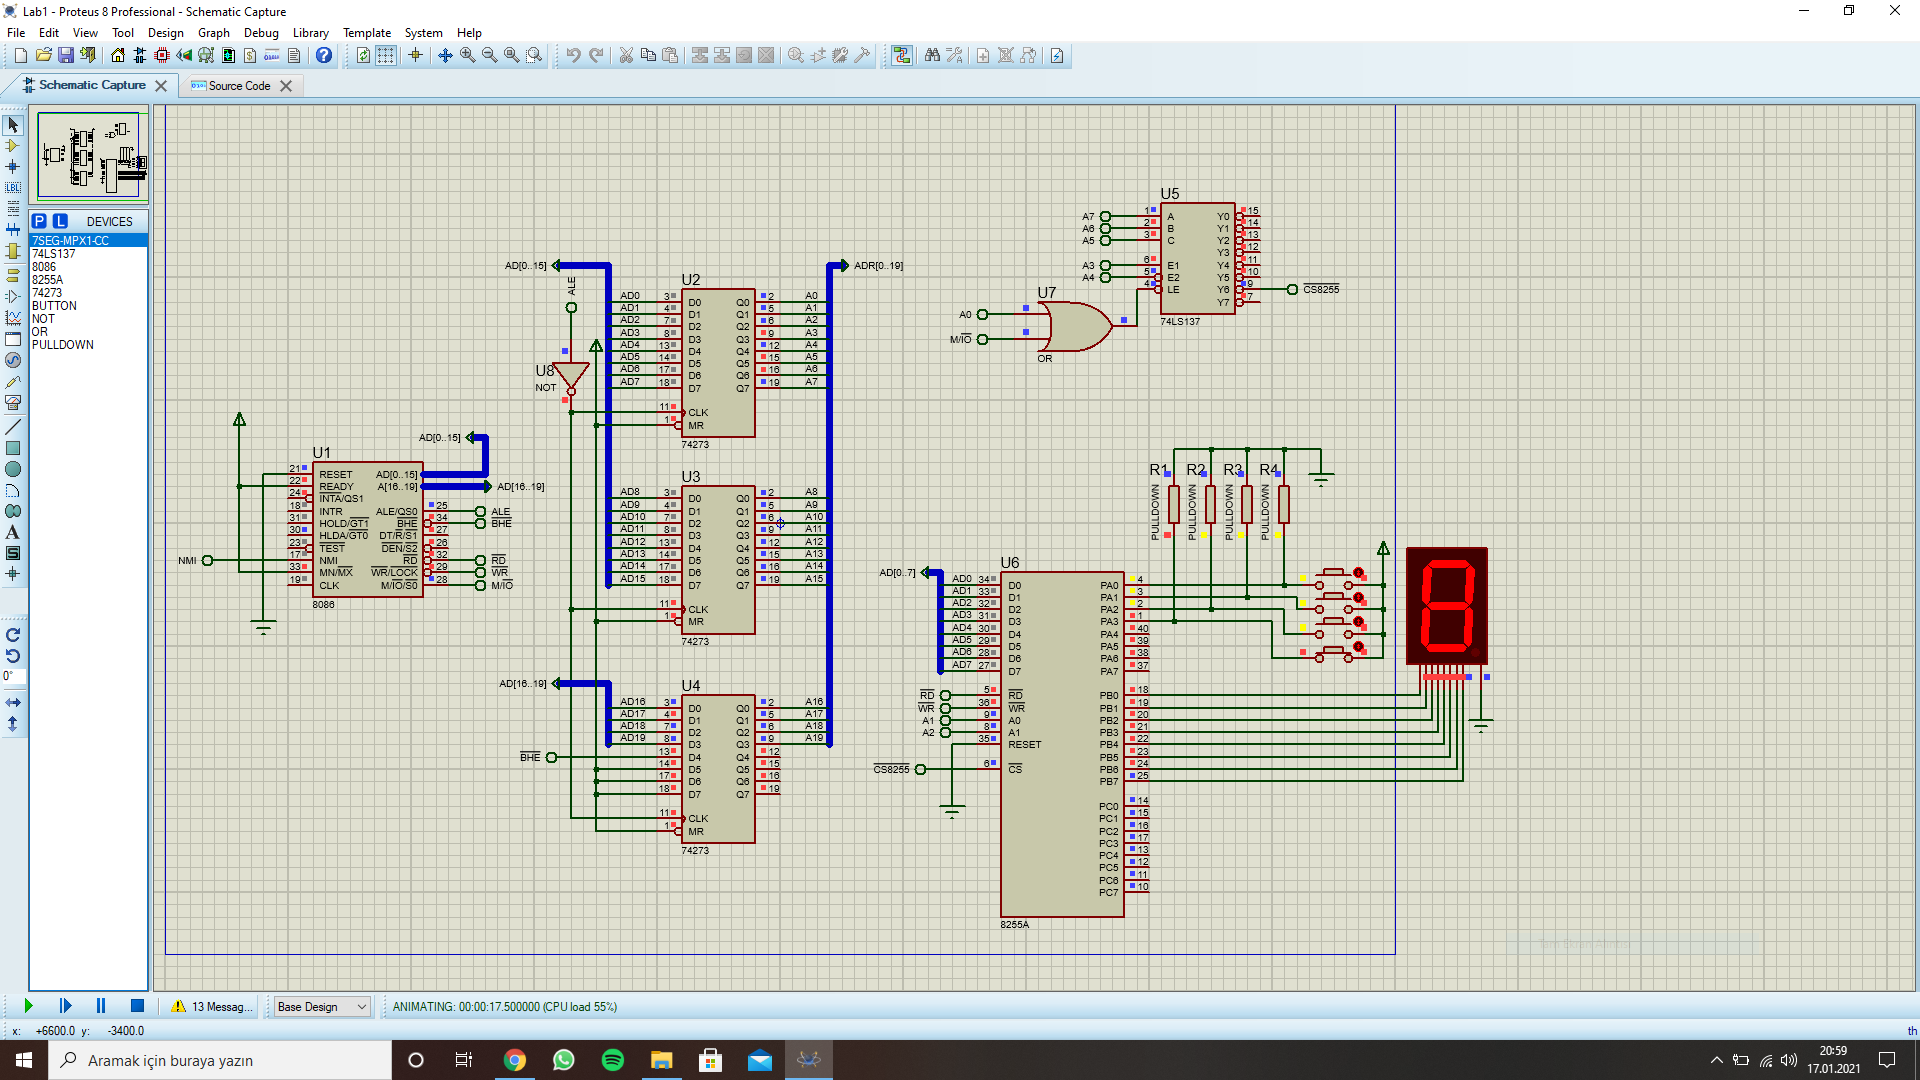 Lab1 - Proteus 8 Professional - Schematic Capture
File Edit View Tool Design Graph Debug Library Template System Help
Schematic Capture
Source Code
P L DEVICES
7SEG-MPX1-CC
74LS137
8086
8255A
74273
BUTTON
NOT
OR
PULLDOWN
0°
U1
21 RESET
22 READY
24 INTA/QS1
18 INTR
31 HOLD/GT1
30 HLDA/GT0
23 TEST
17 NMI
33 MN/MX
19 CLK
AD[0..15]
A[16..19]
ALE/QS0 25
BHE 34
DT/R/S1 27
DEN/S2 26
RD 32
WR/LOCK 29
M/IO/S0 28
8086
NMI
AD[0..15]
AD[16..19]
ALE
BHE
RD
WR
M/IO
ALE
U8
NOT
AD[0..15]
ADR[0..19]
U2
AD0 3 D0 Q0 2 A0
AD1 4 D1 Q1 5 A1
AD2 7 D2 Q2 6 A2
AD3 8 D3 Q3 9 A3
AD4 13 D4 Q4 12 A4
AD5 14 D5 Q5 15 A5
AD6 17 D6 Q6 16 A6
AD7 18 D7 Q7 19 A7
11 CLK
1 MR
74273
U3
AD8 3 D0 Q0 2 A8
AD9 4 D1 Q1 5 A9
AD10 7 D2 Q2 6 A10
AD11 8 D3 Q3 9 A11
AD12 13 D4 Q4 12 A12
AD13 14 D5 Q5 15 A13
AD14 17 D6 Q6 16 A14
AD15 18 D7 Q7 19 A15
11 CLK
1 MR
74273
AD[16..19]
BHE
U4
AD16 3 D0 Q0 2 A16
AD17 4 D1 Q1 5 A17
AD18 7 D2 Q2 6 A18
AD19 8 D3 Q3 9 A19
13 D4 Q4 12
14 D5 Q5 15
17 D6 Q6 16
18 D7 Q7 19
11 CLK
1 MR
74273
U5
A7 1 A Y0 15
A6 2 B Y1 14
A5 3 C Y2 13
Y3 12
A3 6 E1 Y4 11
A4 5 E2 Y5 10
4 LE Y6 9 CS8255
Y7 7
74LS137
U7
A0
M/IO
OR
R1 R2 R3 R4
PULLDOWN PULLDOWN PULLDOWN PULLDOWN
U6
AD[0..7]
AD0 34 D0 PA0 4
AD1 33 D1 PA1 3
AD2 32 D2 PA2 2
AD3 31 D3 PA3 1
AD4 30 D4 PA4 40
AD5 29 D5 PA5 39
AD6 28 D6 PA6 38
AD7 27 D7 PA7 37
RD 5 RD PB0 18
WR 36 WR PB1 19
A1 9 A0 PB2 20
A2 8 A1 PB3 21
35 RESET PB4 22
PB5 23
CS8255 6 CS PB6 24
PB7 25
PC0 14
PC1 15
PC2 16
PC3 17
PC4 13
PC5 12
PC6 11
PC7 10
8255A
8
Tam Ekran Alıntısı
13 Messag...
Base Design
ANIMATING: 00:00:17.500000 (CPU load 55%)
x: +6600.0 y: -3400.0
th
Aramak için buraya yazın
20:59
17.01.2021